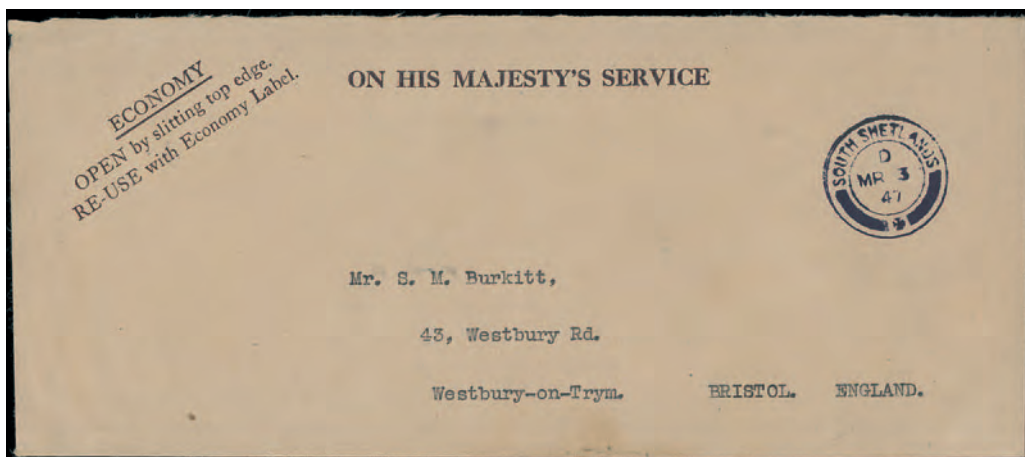 ECONOMY
OPEN by slitting top edge.
RE-USE with Economy Label.
ON HIS MAJESTY'S SERVICE
SOUTH SHETLANDS
D
MR 3
47
Mr. S. M. Burkitt,
43, Westbury Rd.
Westbury-on-Trym. BRISTOL. ENGLAND.